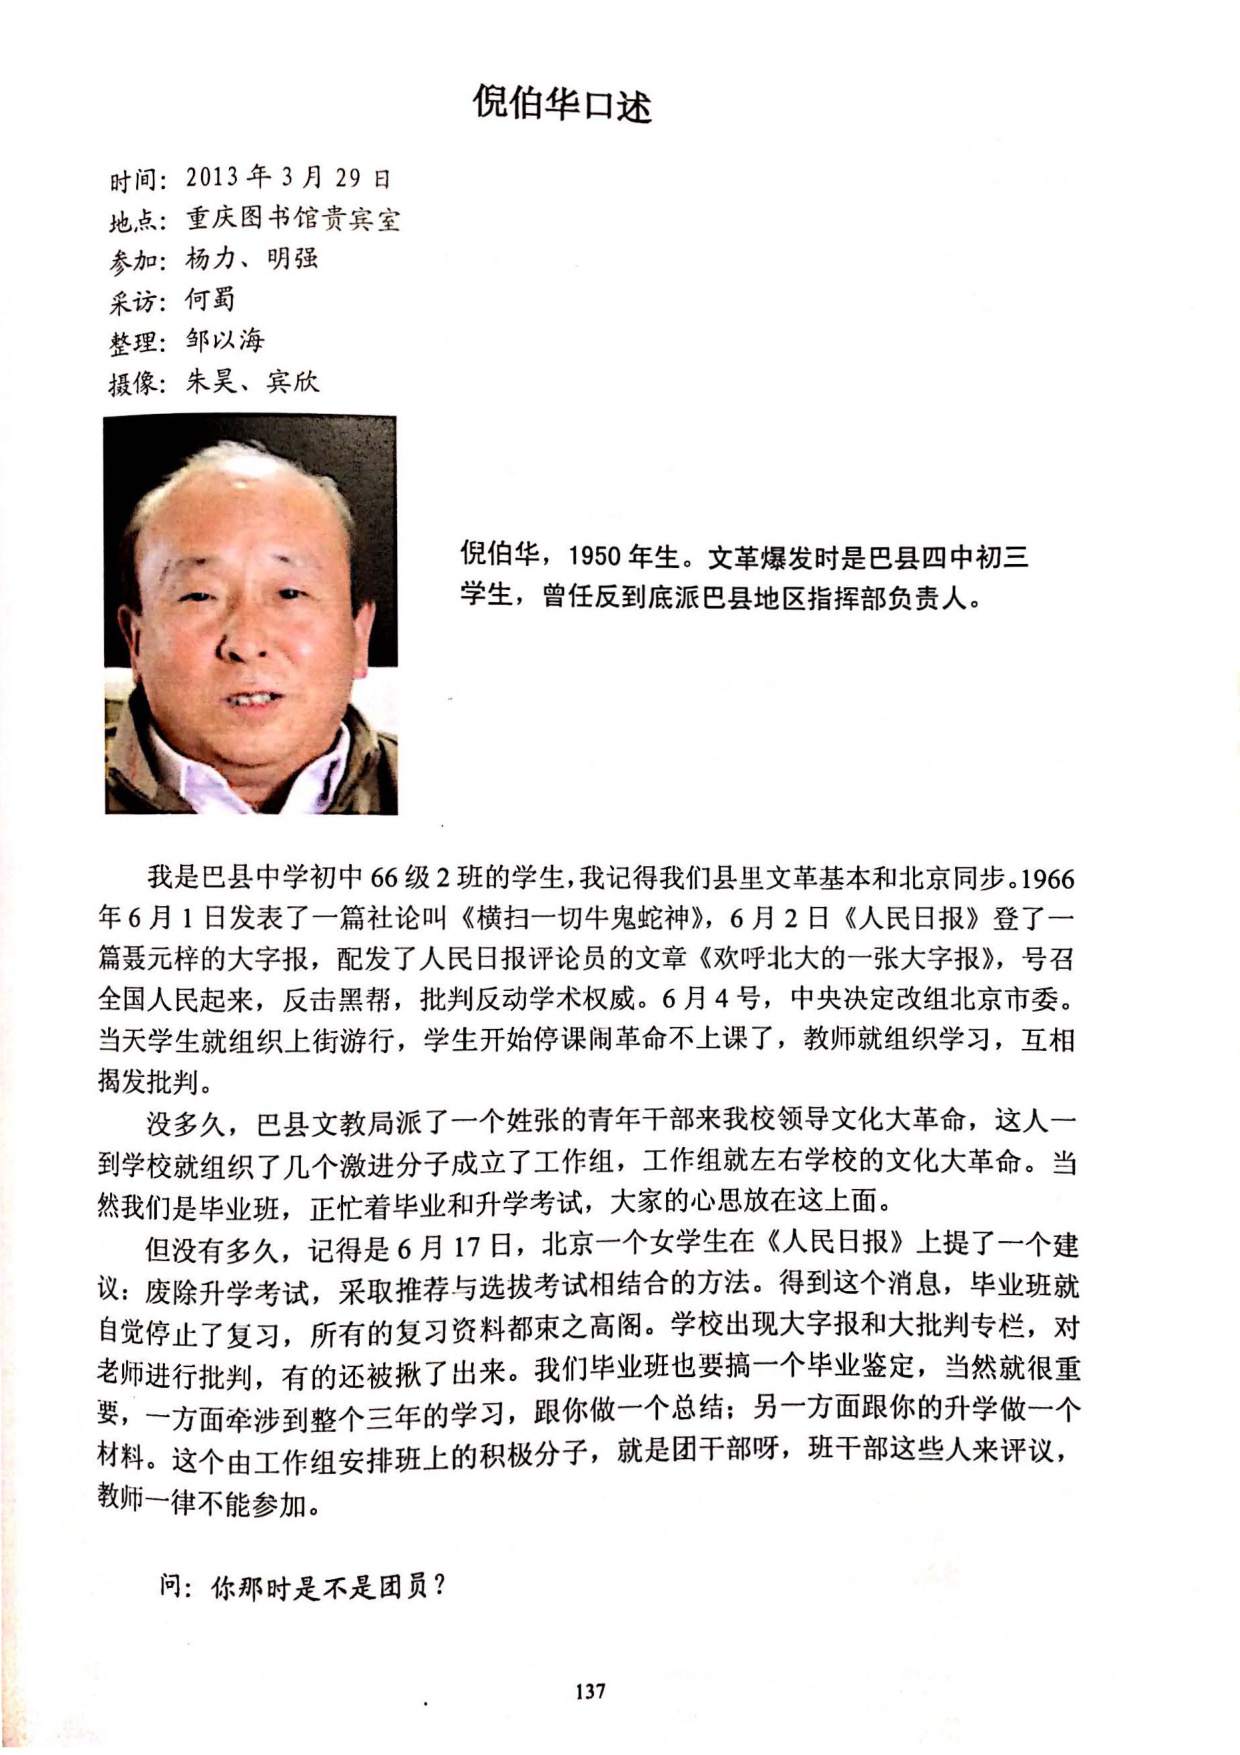 倪伯华口述
时间：2013年3月29日
地点：重庆图书馆贵宾室
参加：杨力、明强
采访：何蜀
整理：邹以海
摄像：朱昊、宾欣
倪伯华，1950年生。文革爆发时是巴县四中初三
学生，曾任反到底派巴县地区指挥部负责人。
我是巴县中学初中66级2班的学生，我记得我们县里文革基本和北京同步。1966
年6月1日发表了一篇社论叫《横扫一切牛鬼蛇神》，6月2日《人民日报》登了一
篇聂元梓的大字报，配发了人民日报评论员的文章《欢呼北大的一张大字报》，号召
全国人民起来，反击黑帮，批判反动学术权威。6月4号，中央决定改组北京市委。
当天学生就组织上街游行，学生开始停课闹革命不上课了，教师就组织学习，互相
揭发批判。
没多久，巴县文教局派了一个姓张的青年干部来我校领导文化大革命，这人一
到学校就组织了几个激进分子成立了工作组，工作组就左右学校的文化大革命。当
然我们是毕业班，正忙着毕业和升学考试，大家的心思放在这上面。
但没有多久，记得是6月17日，北京一个女学生在《人民日报》上提了一个建
议：废除升学考试，采取推荐与选拔考试相结合的方法。得到这个消息，毕业班就
自觉停止了复习，所有的复习资料都束之高阁。学校出现大字报和大批判专栏，对
老师进行批判，有的还被揪了出来。我们毕业班也要搞一个毕业鉴定，当然就很重
要，一方面牵涉到整个三年的学习，跟你做一个总结；另一方面跟你的升学做一个
材料。这个由工作组安排班上的积极分子，就是团干部呀，班干部这些人来评议，
教师一律不能参加。
问：你那时是不是团员？
137